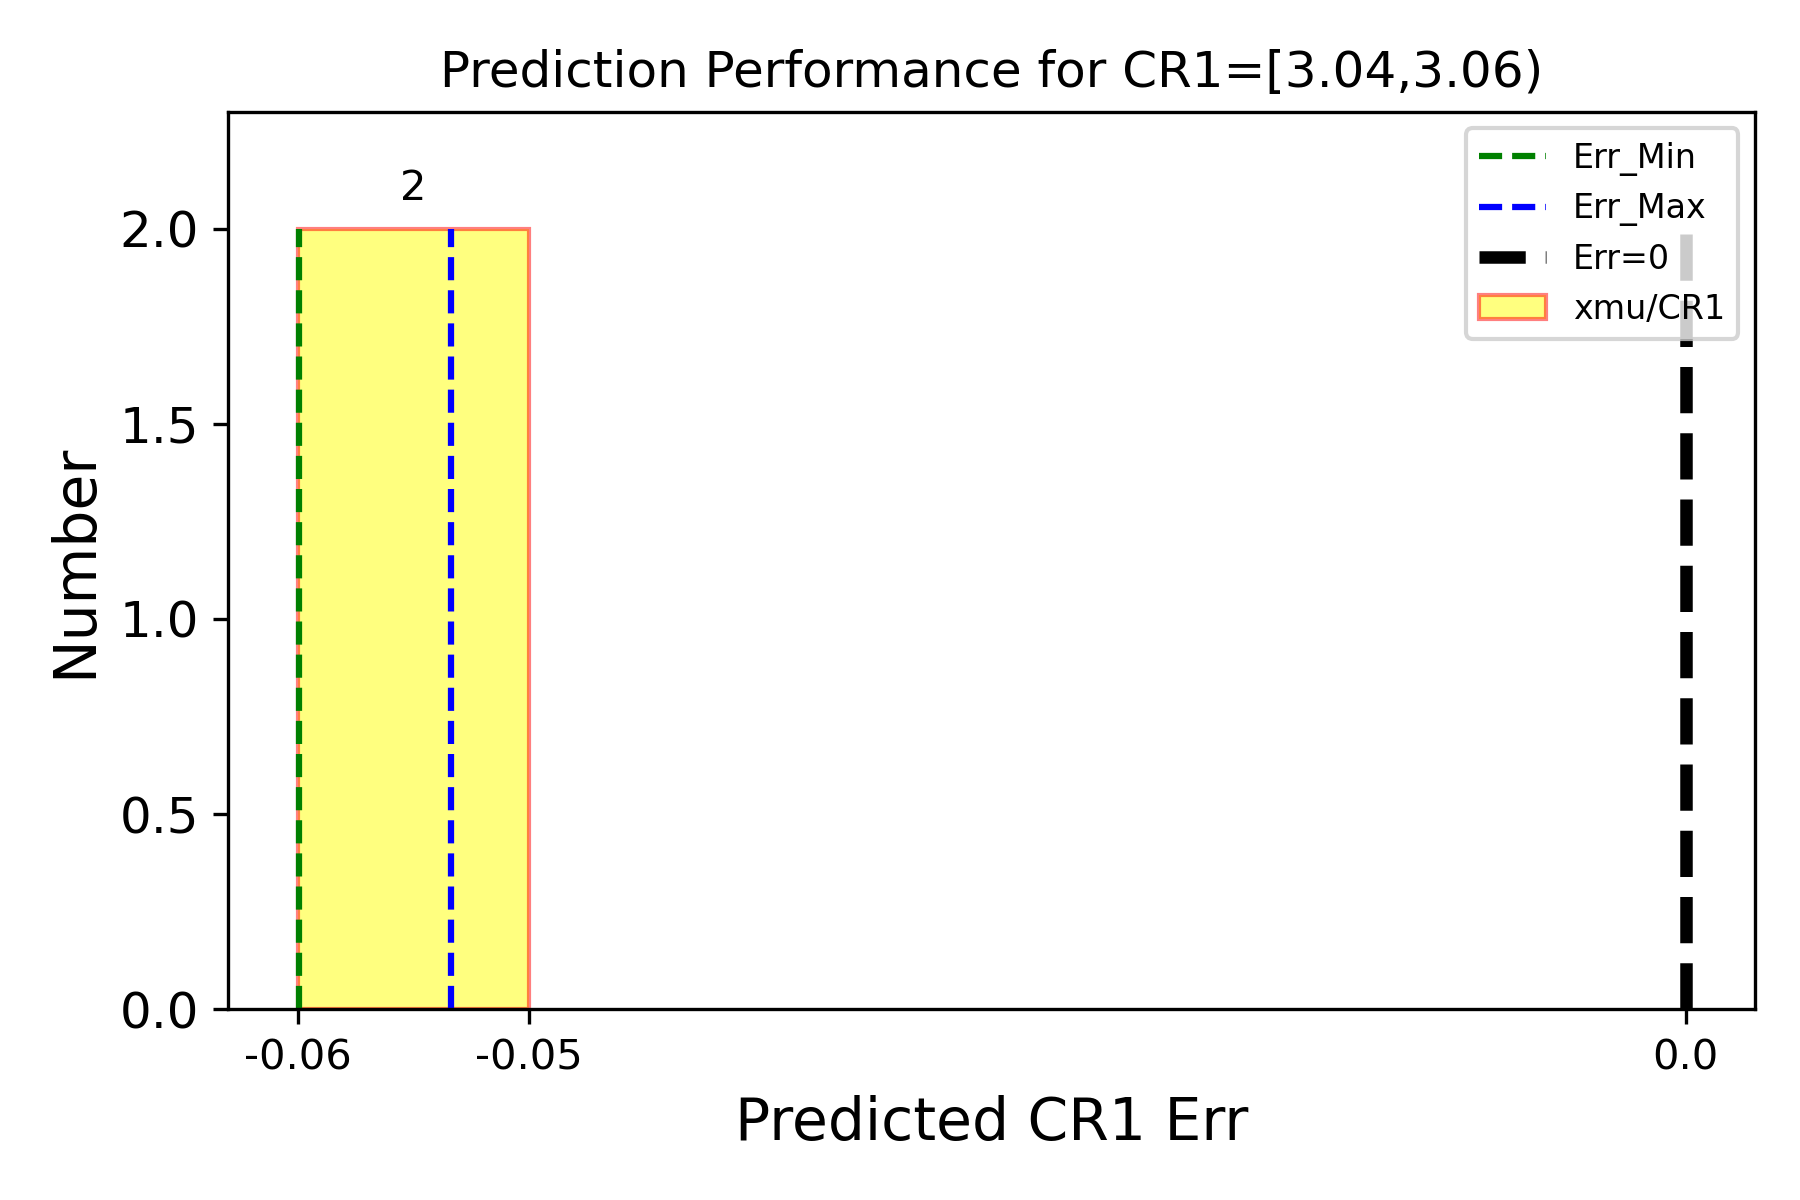 Prediction Performance for CR1=[3.04,3.06)
Err_Min
Err_Max
Err=0
xmu/CR1
2
Number
2.0
1.5
1.0
0.5
0.0
-0.06
-0.05
0.0
Predicted CR1 Err